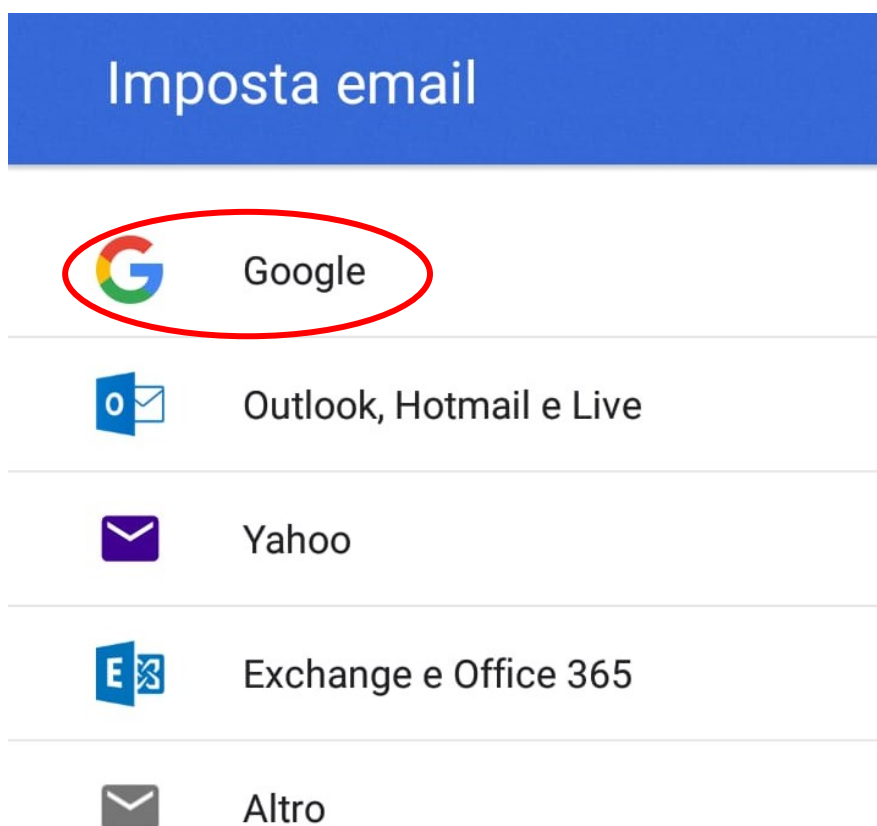 Imposta email
Google
Outlook, Hotmail e Live
Yahoo
Exchange e Office 365
Altro